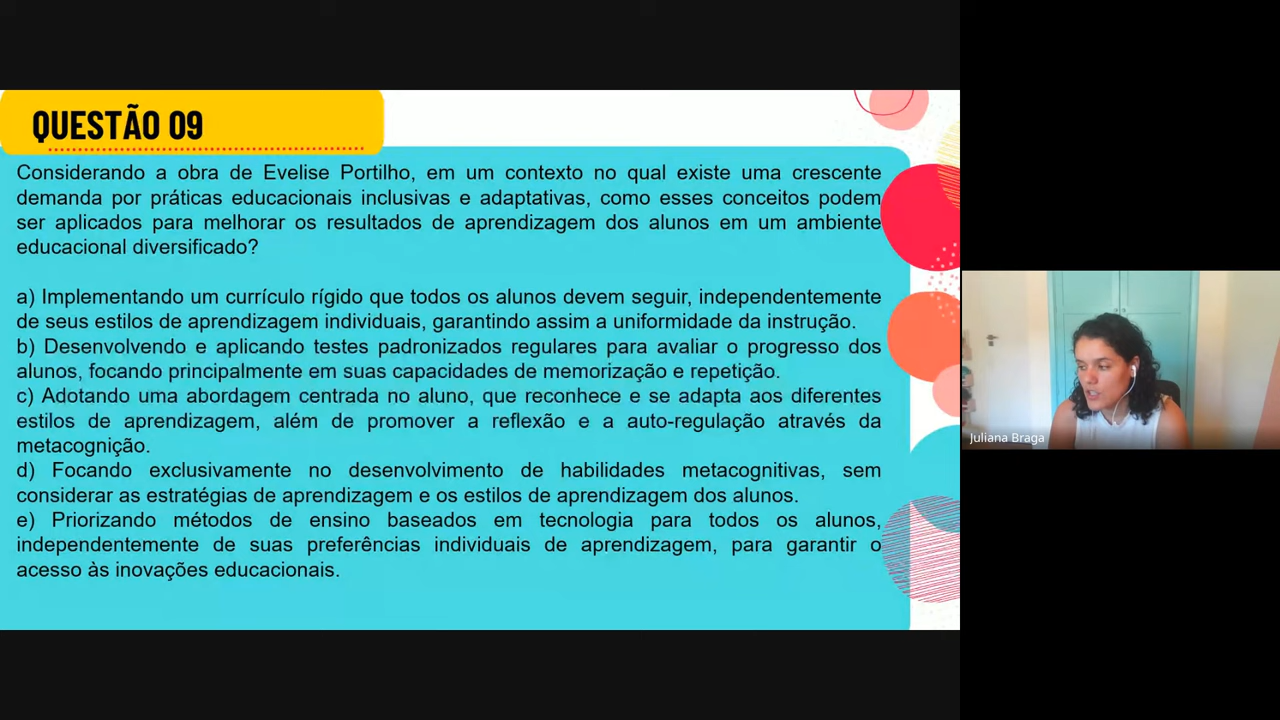 QUESTÃO 09
Considerando a obra de Evelise Portilho, em um contexto no qual existe uma crescente
demanda por práticas educacionais inclusivas e adaptativas, como esses conceitos podem
ser aplicados para melhorar os resultados de aprendizagem dos alunos em um ambiente
educacional diversificado?
a) Implementando um currículo rígido que todos os alunos devem seguir, independentemente
de seus estilos de aprendizagem individuais, garantindo assim a uniformidade da instrução.
b) Desenvolvendo e aplicando testes padronizados regulares para avaliar o progresso dos
alunos, focando principalmente em suas capacidades de memorização e repetição.
c) Adotando uma abordagem centrada no aluno, que reconhece e se adapta aos diferentes
estilos de aprendizagem, além de promover a reflexão e a auto-regulação através da
metacognição.
d) Focando exclusivamente no desenvolvimento de habilidades metacognitivas, sem
considerar as estratégias de aprendizagem e os estilos de aprendizagem dos alunos.
e) Priorizando métodos de ensino baseados em tecnologia para todos os alunos,
independentemente de suas preferências individuais de aprendizagem, para garantir o
acesso às inovações educacionais.
Juliana Braga